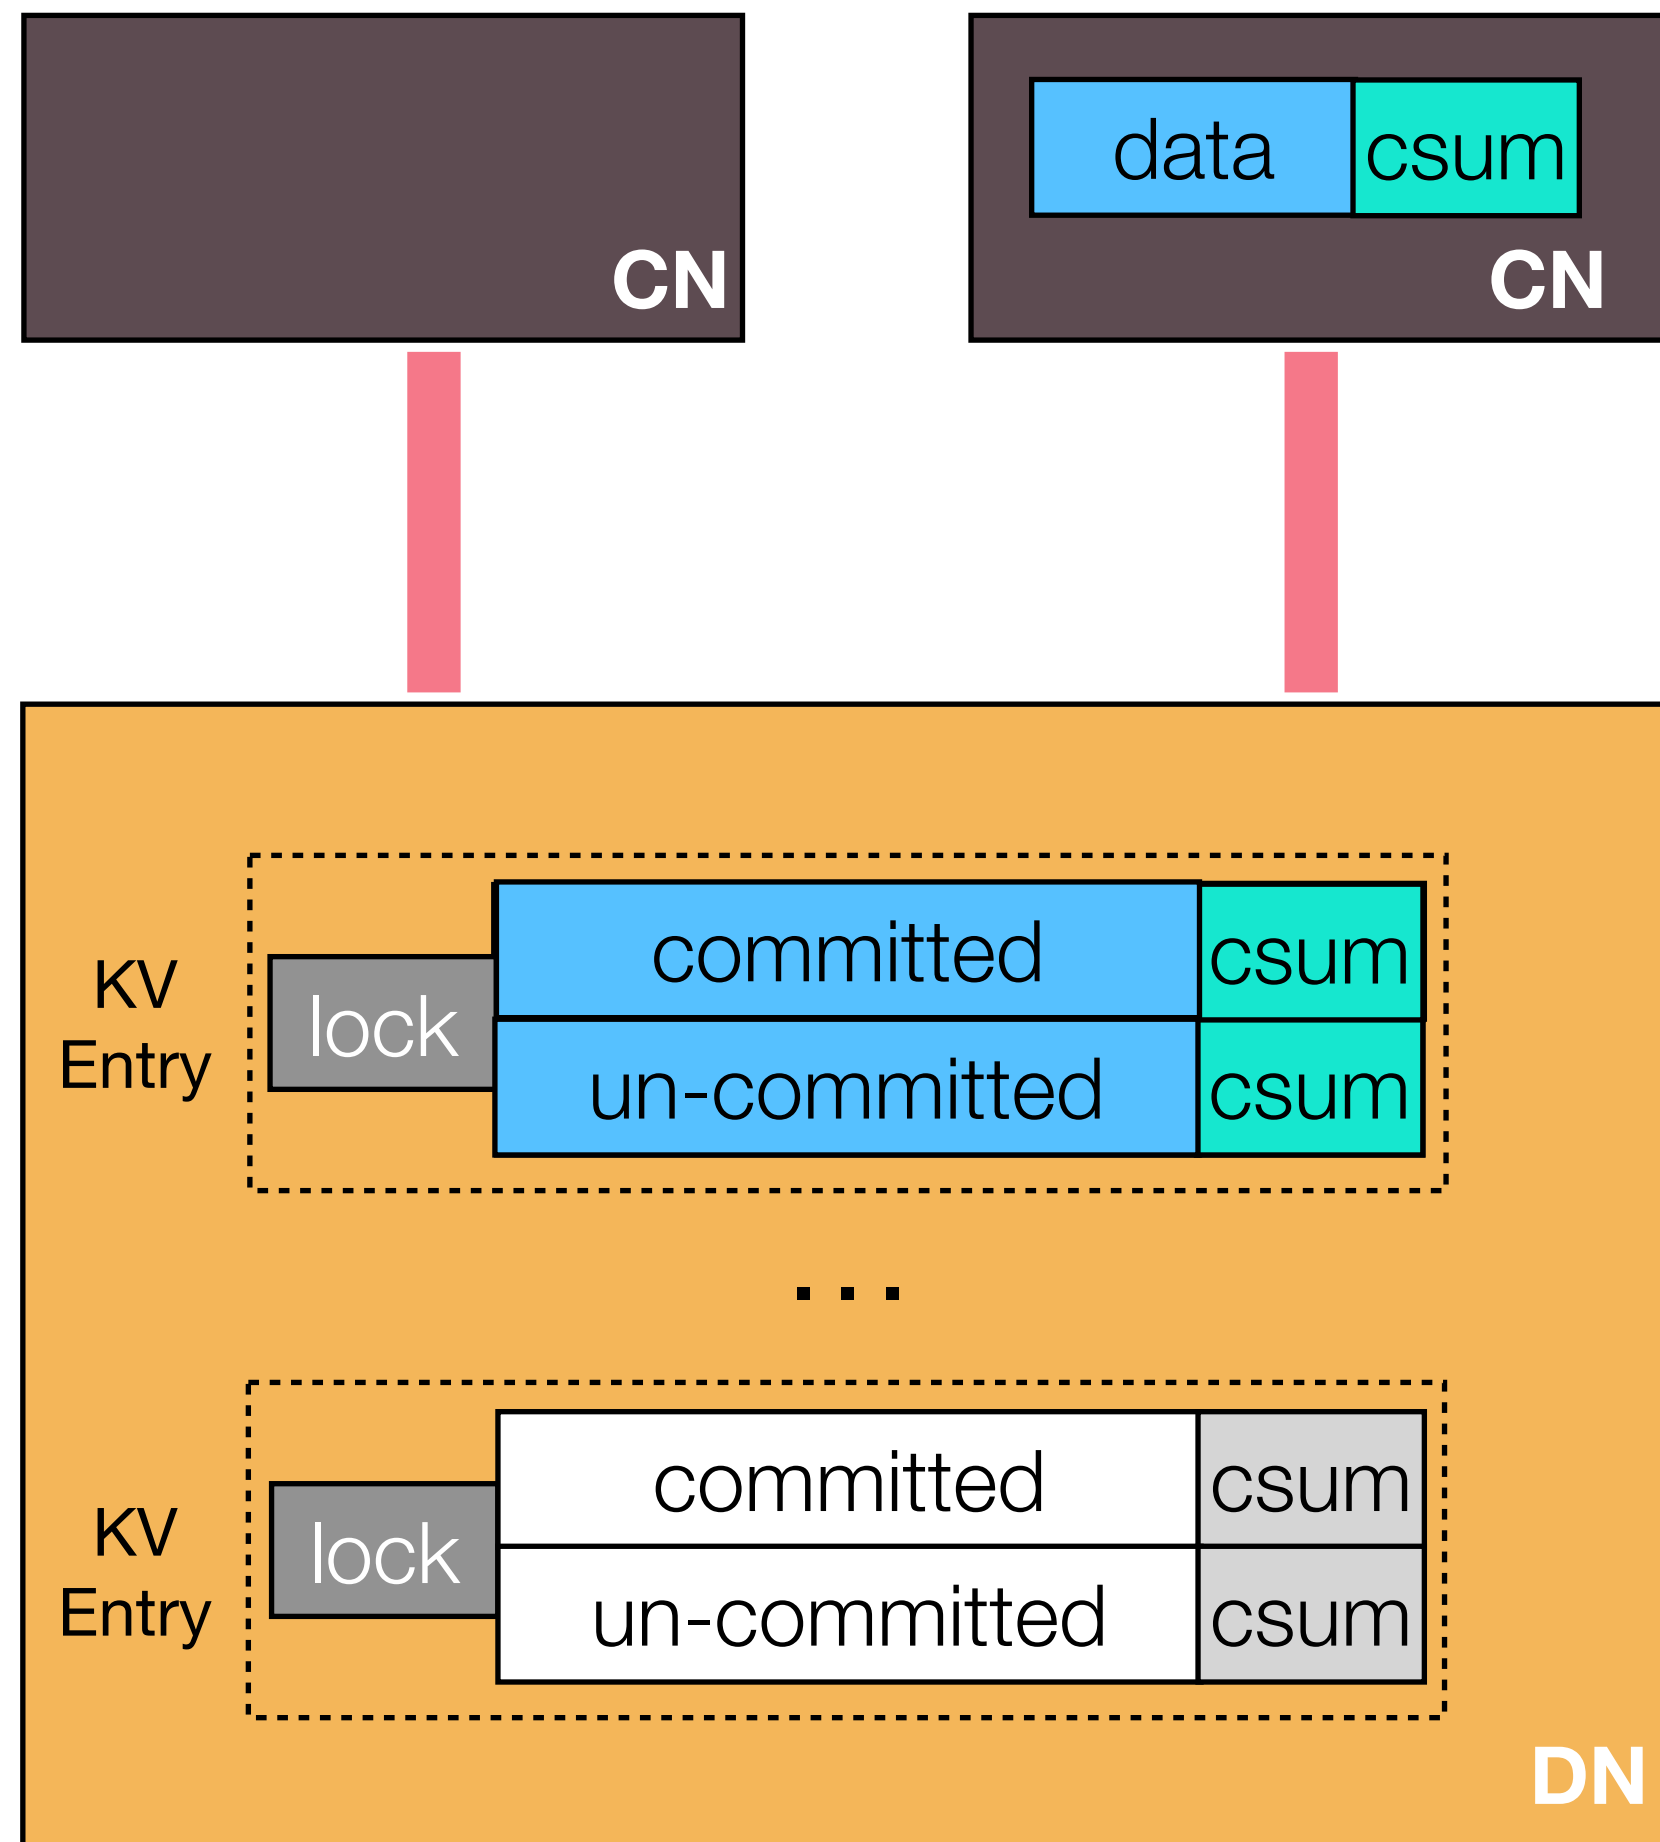 data csum
CN CN
committed csum
KV
Entry
lock
un-committed csum
...
committed csum
KV
Entry
lock
un-committed csum
DN